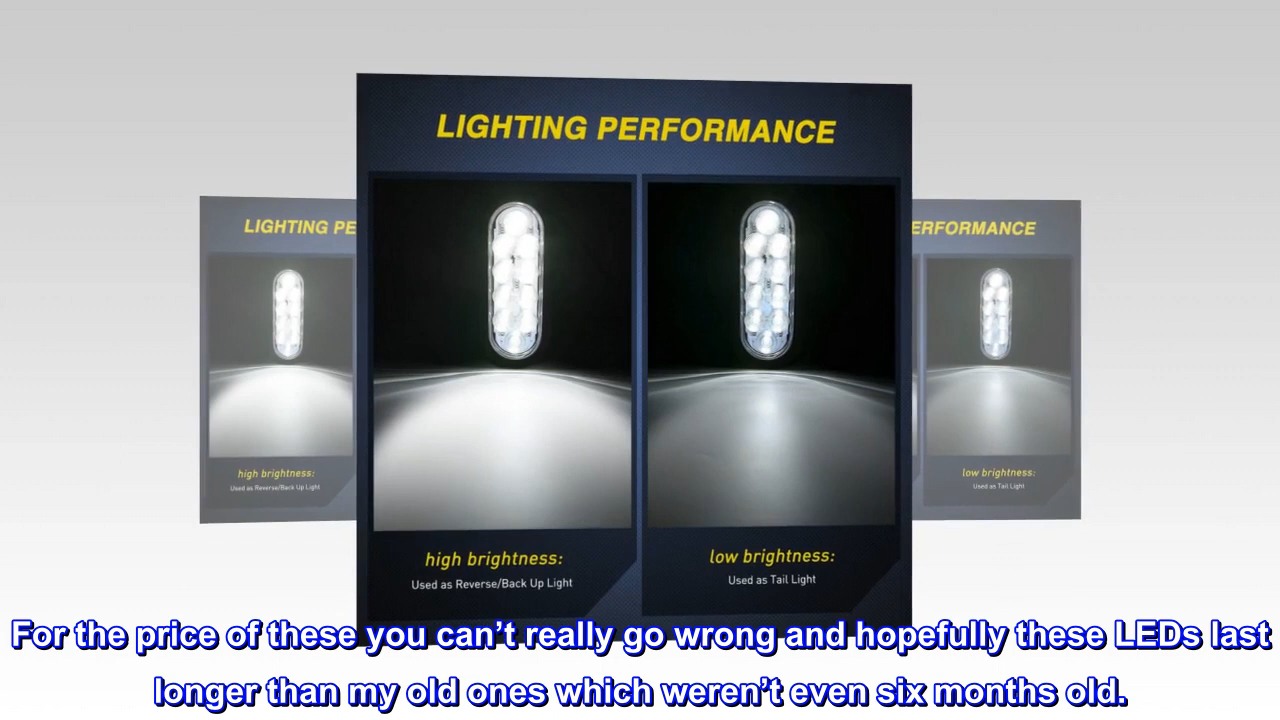 LIGHTING PERFORMANCE
LIGHTING PE
ERFORMANCE
high brightness:
Used as Reverse/Back Up Light
low brightness:
Used as Tail Light
high brightness:
Used as Reverse/Back Up Light
low brightness:
Used as Tail Light
For the price of these you can’t really go wrong and hopefully these LEDs last
longer than my old ones which weren’t even six months old.